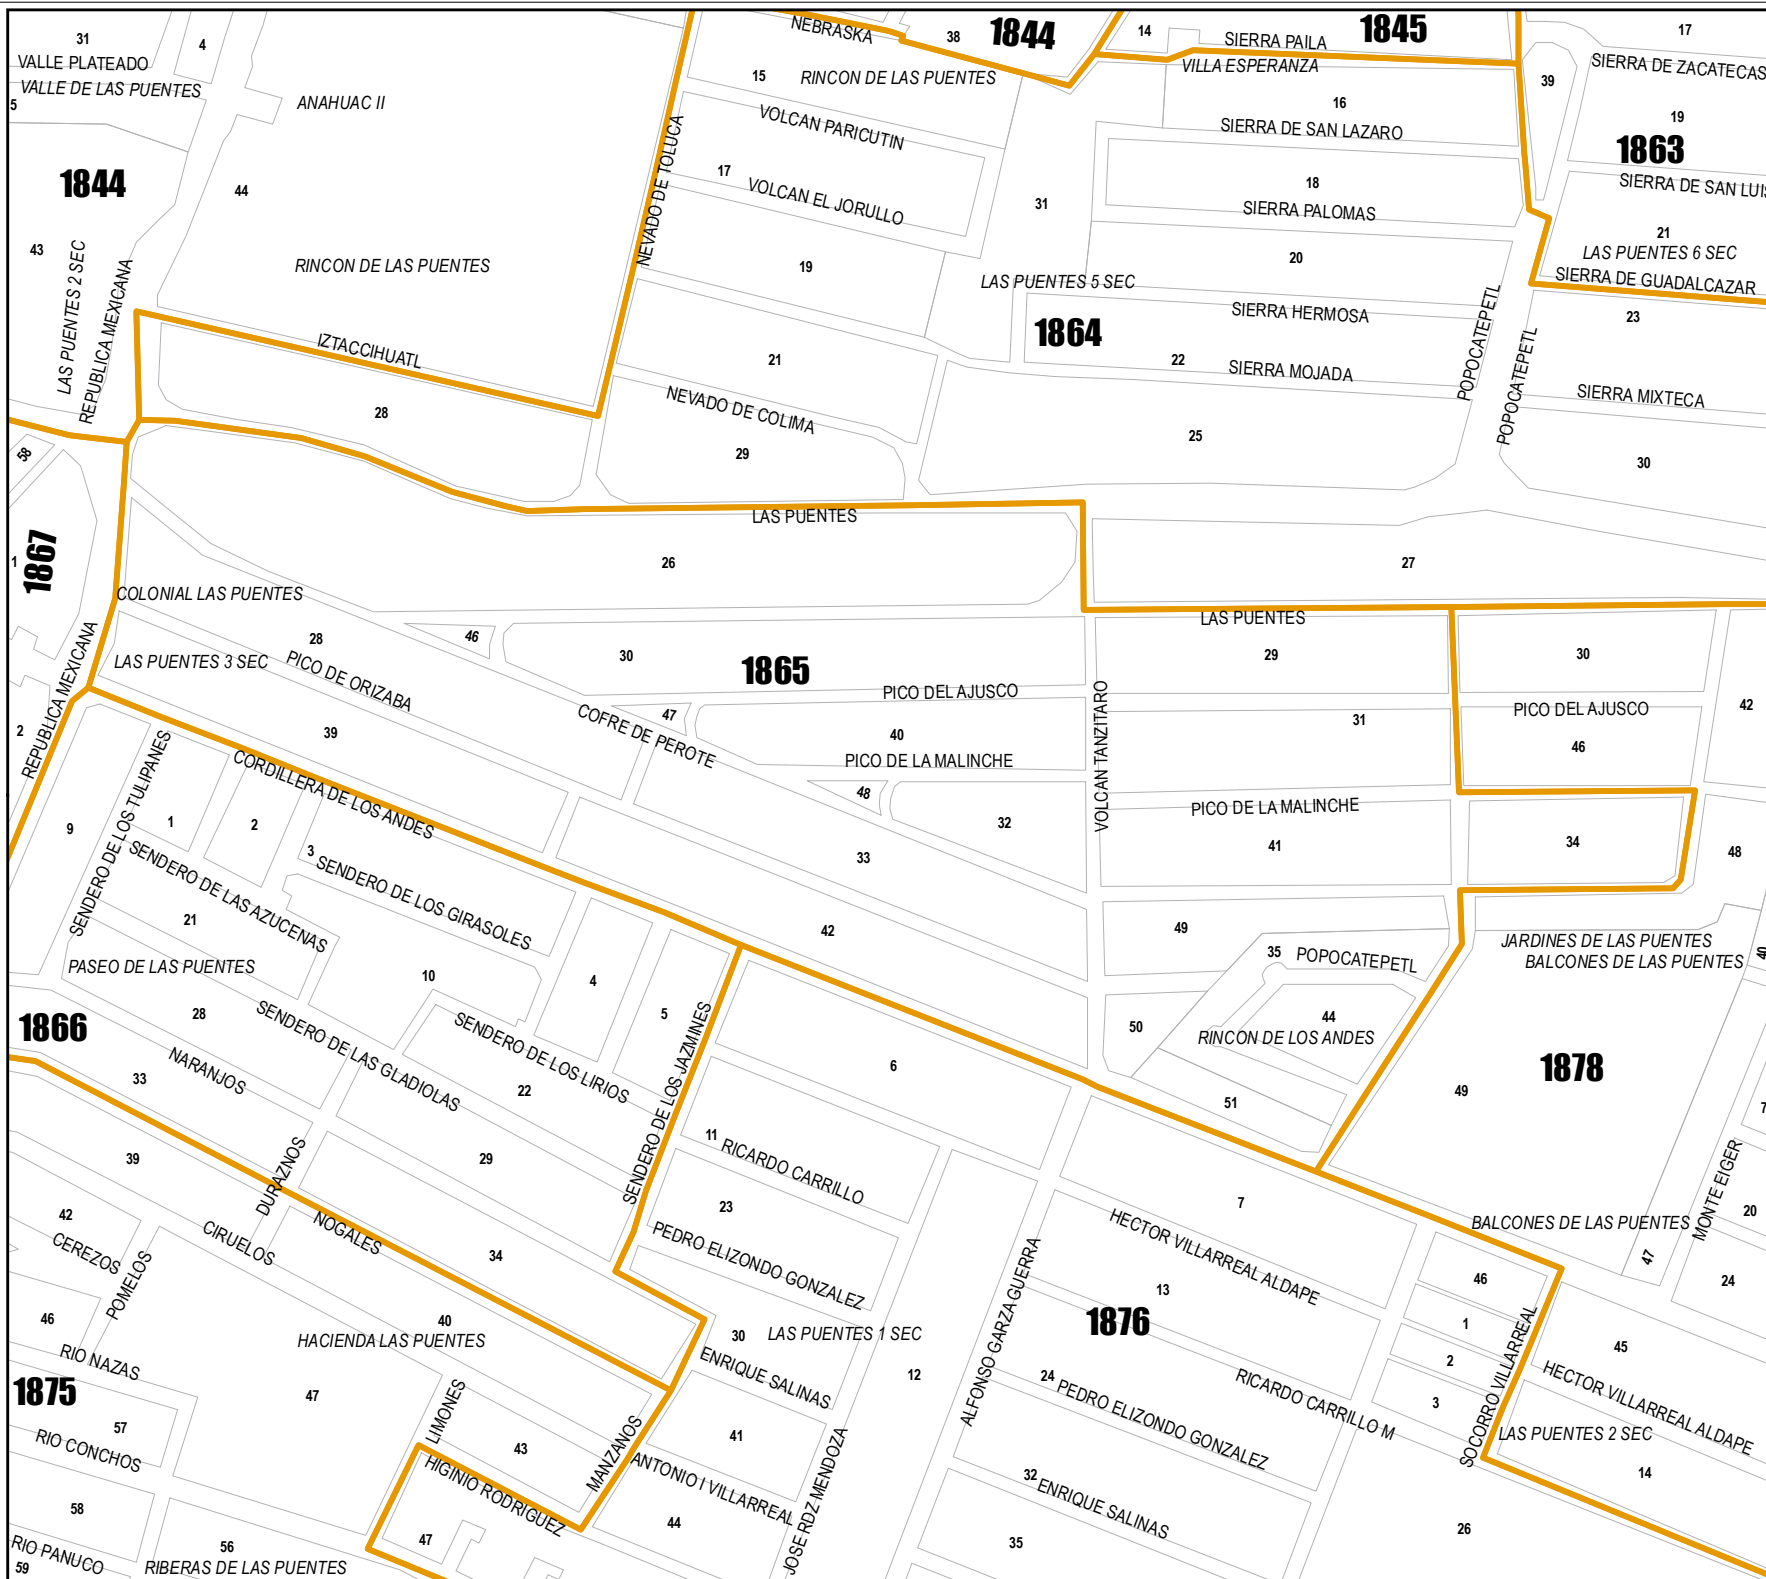 31
4
VALLE PLATEADO
VALLE DE LAS PUENTES
5
ANAHUAC II
1844
44
43
LAS PUENTES 2 SEC
REPUBLICA MEXICANA
RINCON DE LAS PUENTES
IZTACCIHUATL
28
NEVADO DE TOLUCA
NEBRASKA
38
1844
14
1845
SIERRA PAILA
VILLA ESPERANZA
15
RINCON DE LAS PUENTES
VOLCAN PARICUTIN
17
VOLCAN EL JORULLO
19
21
NEVADO DE COLIMA
29
31
16
SIERRA DE SAN LAZARO
18
SIERRA PALOMAS
20
LAS PUENTES 5 SEC
SIERRA HERMOSA
1864
22
SIERRA MOJADA
25
POPOCATEPETL
POPOCATEPETL
17
39
SIERRA DE ZACATECAS
19
1863
SIERRA DE SAN LUIS
21
LAS PUENTES 6 SEC
SIERRA DE GUADALCAZAR
23
SIERRA MIXTECA
30
58
1
1867
LAS PUENTES
26
27
COLONIAL LAS PUENTES
28
46
30
1865
LAS PUENTES
29
30
LAS PUENTES 3 SEC
PICO DE ORIZABA
PICO DEL AJUSCO
PICO DEL AJUSCO
42
REPUBLICA MEXICANA
2
39
COFRE DE PEROTE
47
40
31
46
PICO DE LA MALINCHE
VOLCAN TANZITARO
48
PICO DE LA MALINCHE
CORDILLERA DE LOS ANDES
32
33
41
34
48
9
SENDERO DE LOS TULIPANES
1
2
3
SENDERO DE LAS AZUCENAS
SENDERO DE LOS GIRASOLES
21
PASEO DE LAS PUENTES
10
4
5
42
49
35
POPOCATEPETL
JARDINES DE LAS PUENTES
BALCONES DE LAS PUENTES
40
1866
28
SENDERO DE LAS GLADIOLAS
SENDERO DE LOS LIRIOS
SENDERO DE LOS JAZMINES
50
44
RINCON DE LOS ANDES
1878
NARANJOS
33
22
6
51
49
7
39
DURAZNOS
29
11
RICARDO CARRILLO
23
7
MONTE EIGER
20
42
CEREZOS
POMELOS
CIRUELOS
NOGALES
34
PEDRO ELIZONDO GONZALEZ
ALFONSO GARZA GUERRA
HECTOR VILLARREAL ALDAPE
BALCONES DE LAS PUENTES
47
24
46
13
46
1
2
3
40
HACIENDA LAS PUENTES
30
LAS PUENTES 1 SEC
1876
45
RIO NAZAS
1875
47
ENRIQUE SALINAS
12
24
PEDRO ELIZONDO GONZALEZ
RICARDO CARRILLO M
SOCORRO VILLARREAL
HECTOR VILLARREAL ALDAPE
LAS PUENTES 2 SEC
14
57
RIO CONCHOS
LIMONES
43
MANZANOS
41
ANTONIO I VILLARREAL
JOSE RDZ MENDOZA
32
ENRIQUE SALINAS
HIGINIO RODRIGUEZ
58
44
35
26
RIO PANUCO
56
47
59
RIBERAS DE LAS PUENTES